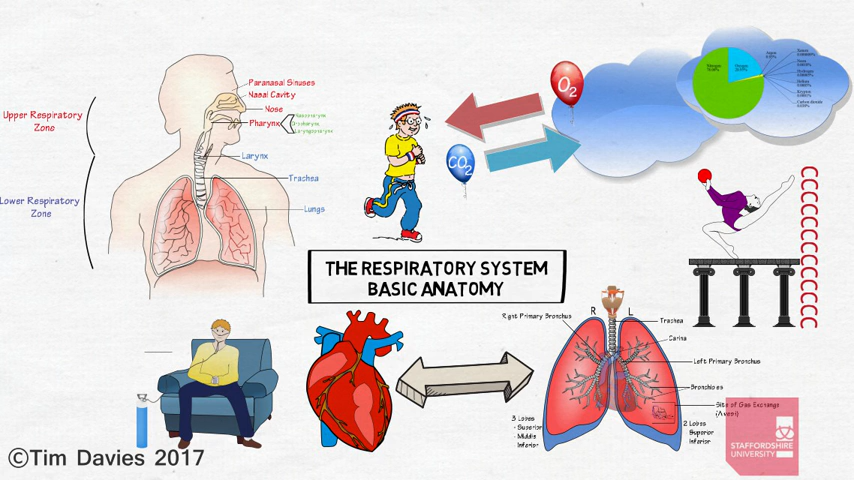 Paranasal Sinuses
Nasal Cavity
Nose
Pharynx
Larynx
Trachea
Lungs
Upper Respiratory
Zone
Lower Respiratory
Zone
O2
CO2
THE RESPIRATORY SYSTEM
BASIC ANATOMY
Right Primary Bronchus
R
L
Trachea
Carina
Left Primary Bronchus
Bronchioles
Site of Gas Exchange
3 Lobes
Superior
Middle
Inferior
2 Lobes
Superior
Inferior
STAFFORDSHIRE
UNIVERSITY
©Tim Davies 2017